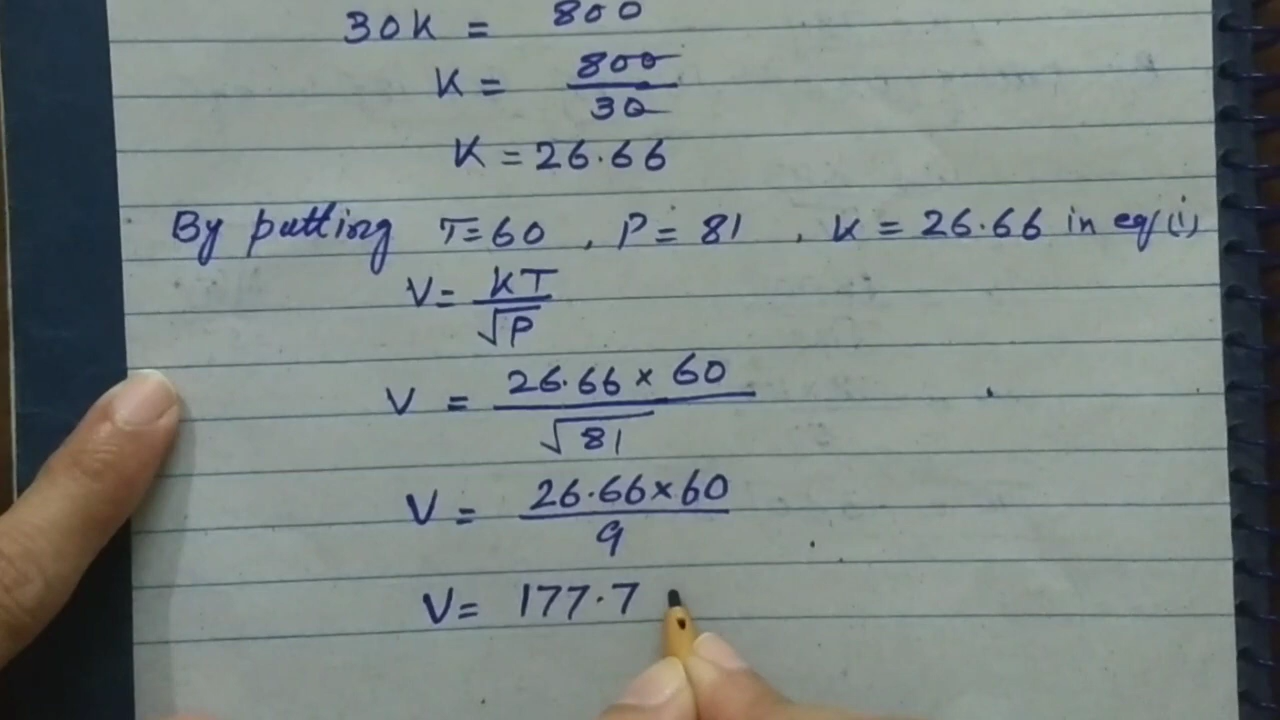 30K = 800
K = 800/30
K = 26.66
By putting T=60 , P = 81 , K = 26.66 in eq(i)
V = KT/√P
V = 26.66 × 60/√81
V = 26.66×60/9
V = 177.7